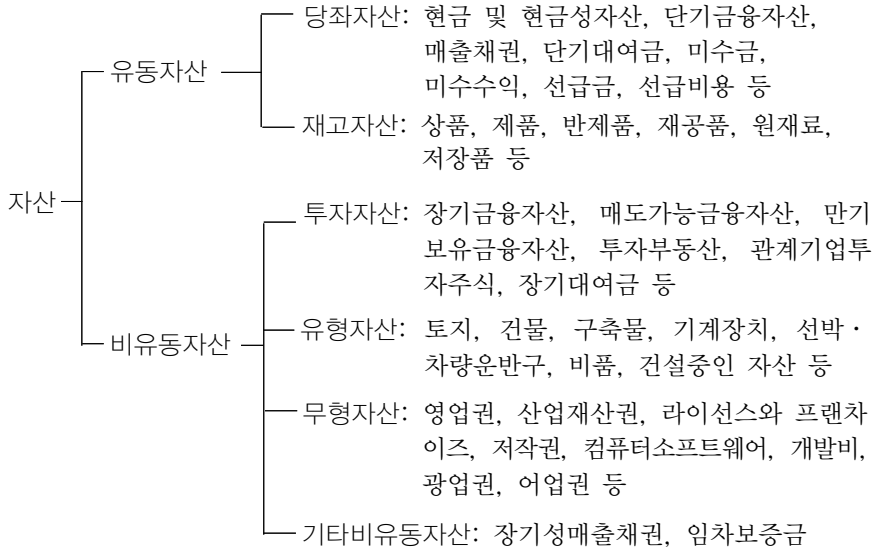 당좌자산: 현금 및 현금성자산, 단기금융자산,
매출채권, 단기대여금, 미수금,
유동자산
미수수익, 선급금, 선급비용 등
재고자산: 상품, 제품, 반제품, 재공품, 원재료,
저장품 등
자산
투자자산: 장기금융자산, 매도가능금융자산, 만기
보유금융자산, 투자부동산, 관계기업투
자주식, 장기대여금 등
비유동자산
유형자산: 토지, 건물, 구축물, 기계장치, 선박·
차량운반구, 비품, 건설중인 자산 등
무형자산: 영업권, 산업재산권, 라이선스와 프랜차
이즈, 저작권, 컴퓨터소프트웨어, 개발비,
광업권, 어업권 등
기타비유동자산: 장기성매출채권, 임차보증금